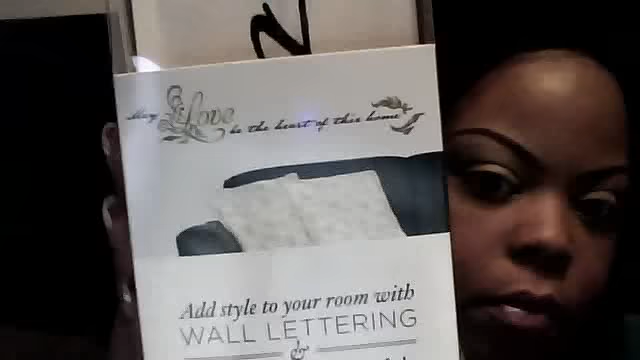 May Love be the heart of this home
Add style to your room with
WALL LETTERING
&